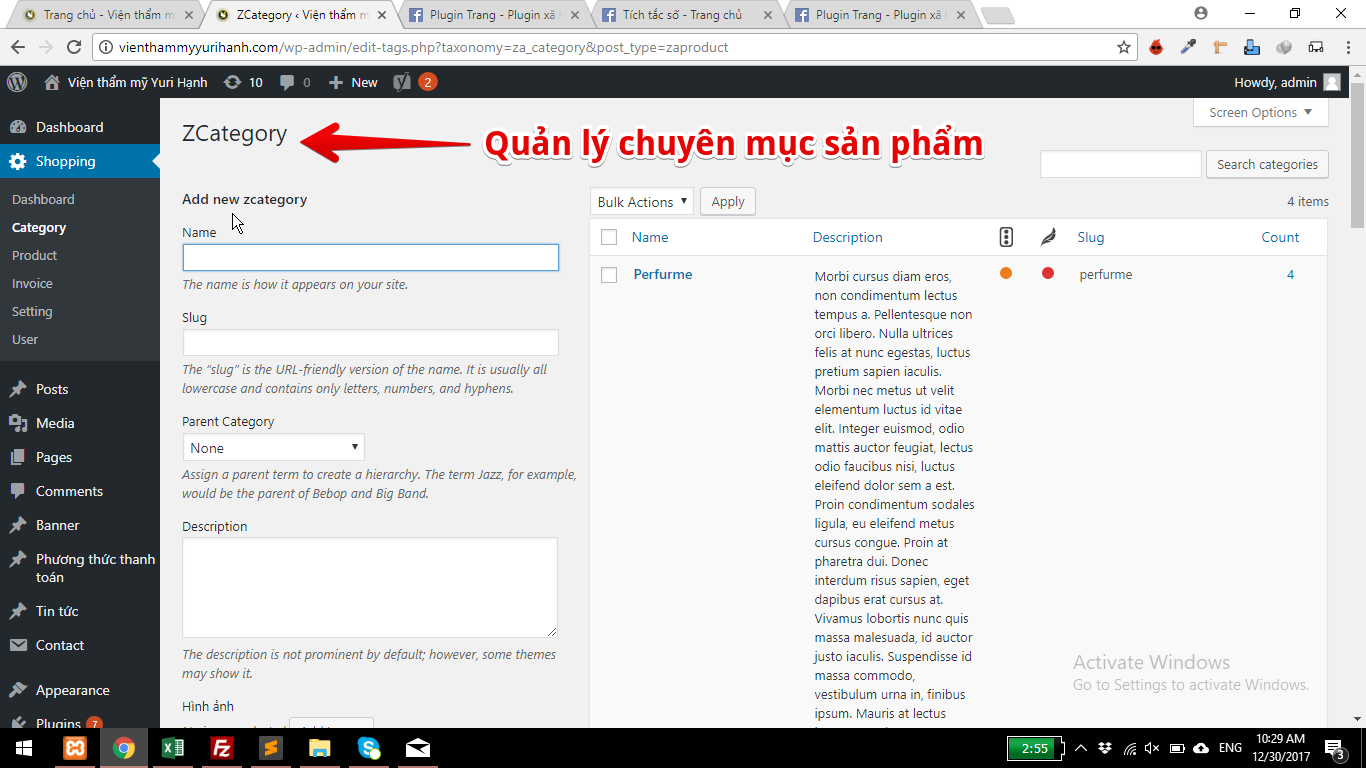 Trang chủ - Viện thẩm m
ZCategory ‹ Viện thẩm m
Plugin Trang - Plugin xã
Tích tắc số - Trang chủ
Plugin Trang - Plugin xã
vienthammyyurihanh.com/wp-admin/edit-tags.php?taxonomy=za_category&post_type=zaproduct
Viện thẩm mỹ Yuri Hạnh
10
0
New
2
Howdy, admin
Dashboard
Shopping
Dashboard
Category
Product
Invoice
Setting
User
Posts
Media
Pages
Comments
Banner
Phương thức thanh
toán
Tin tức
Contact
Appearance
Plugins 7
Screen Options
ZCategory
Quản lý chuyên mục sản phẩm
Search categories
Add new zcategory
Name
The name is how it appears on your site.
Slug
The “slug” is the URL-friendly version of the name. It is usually all
lowercase and contains only letters, numbers, and hyphens.
Parent Category
None
Assign a parent term to create a hierarchy. The term Jazz, for example,
would be the parent of Bebop and Big Band.
Description
The description is not prominent by default; however, some themes
may show it.
Hình ảnh
Bulk Actions
Apply
4 items
Name
Description
Slug
Count
Perfurme
Morbi cursus diam eros,
non condimentum lectus
tempus a. Pellentesque non
orci libero. Nulla ultrices
felis at nunc egestas, luctus
pretium sapien iaculis.
Morbi nec metus ut velit
elementum luctus id vitae
elit. Integer euismod, odio
mattis auctor feugiat, lectus
odio faucibus nisi, luctus
eleifend dolor sem a est.
Proin condimentum sodales
ligula, eu eleifend metus
cursus congue. Proin at
pharetra dui. Donec
interdum risus sapien, eget
dapibus erat cursus at.
Vivamus lobortis nunc quis
massa malesuada, id auctor
justo iaculis. Suspendisse id
massa commodo,
vestibulum urna in, finibus
ipsum. Mauris at lectus
perfurme
4
Activate Windows
Go to Settings to activate Windows.
2:55
ENG
10:29 AM
12/30/2017
3